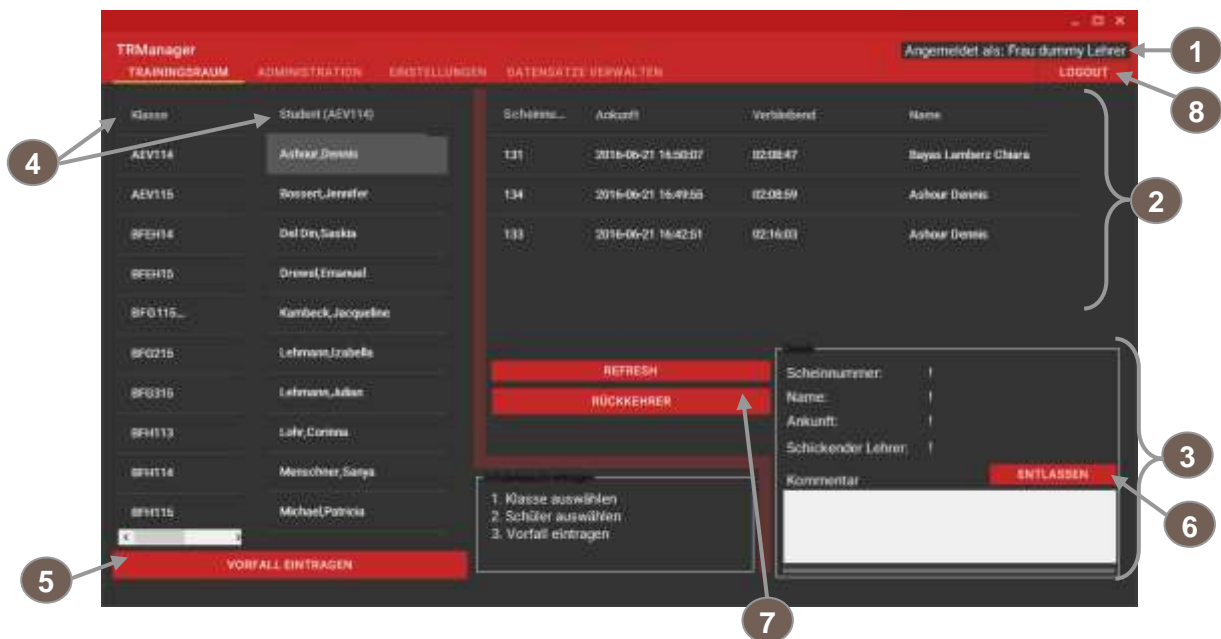 TRManager
Angemeldet als: Frau dummy Lehrer
1
TRAININGSRAUM ADMINISTRATION EINSTELLUNGEN DATENSÄTZE VERWALTEN
LOGOUT
8
Klasse Student (AEV114)
Scheinnu... Ankunft Verbleibend Name
4
AEV114 Ashour,Dennis
131 2016-06-21 16:50:07 02:08:47 Bayas Lambers Chiara
AEV115 Bossert,Jennifer
134 2016-06-21 16:49:55 02:08:59 Ashour Dennis
2
BFEH14 Del Din,Saskia
133 2016-06-21 16:42:51 02:16:03 Ashour Dennis
BFEH15 Drewel,Emanuel
BFG115... Kambeck,Jacqueline
BFG215 Lehmann,Izabella
REFRESH
Scheinnummer: !
BFG315 Lehmann,Julian
RÜCKKEHRER
Name: !
Ankunft: !
BFH113 Lohr,Corinna
Schickender Lehrer: !
3
BFH114 Menschner,Sanya
Kommentar
ENTLASSEN
1. Klasse auswählen
BFH115 Michael,Patricia
2. Schüler auswählen
3. Vorfall eintragen
6
5
VORFALL EINTRAGEN
7